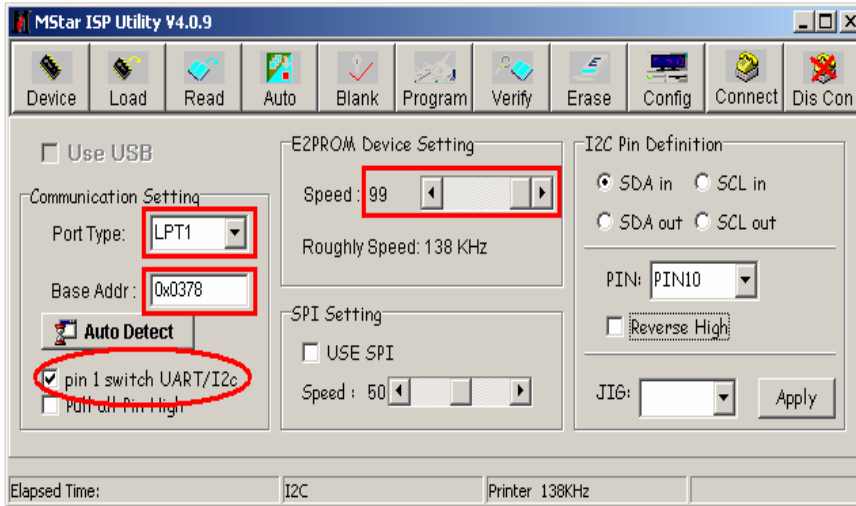 MStar ISP Utility V4.0.9
Device Load Read Auto Blank Program Verify Erase Config Connect Dis Con
Use USB
Communication Setting
Port Type: LPT1
Base Addr : 0x0378
Auto Detect
pin 1 switch UART/I2c
Pull all Pin High
E2PROM Device Setting
Speed : 99
Roughly Speed: 138 KHz
SPI Setting
USE SPI
Speed : 50
I2C Pin Definition
SDA in SCL in
SDA out SCL out
PIN: PIN10
Reverse High
JIG: Apply
Elapsed Time: I2C Printer 138KHz